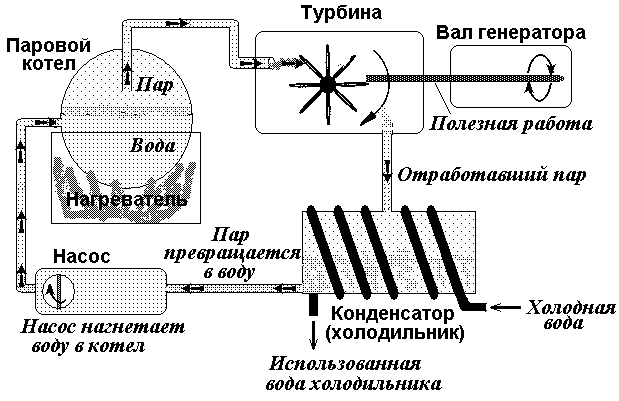 Турбина
Вал генератора
Паровой
котел
Пар
Полезная работа
Вода
Отработавший пар
Нагреватель
Пар
превращается
в воду
Насос
Конденсатор
(холодильник)
Холодная
вода
Насос нагнетает
воду в котел
Использованная
вода холодильника